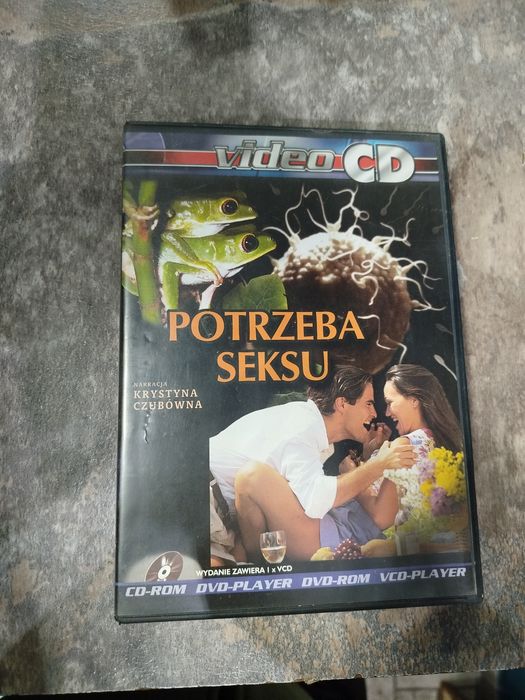 video CD
POTRZEBA
SEKSU
NARRACJA
KRYSTYNA
CZUBÓWNA
WYDANIE ZAWIERA 1 x VCD
CD-ROM DVD-PLAYER DVD-ROM VCD-PLAYER